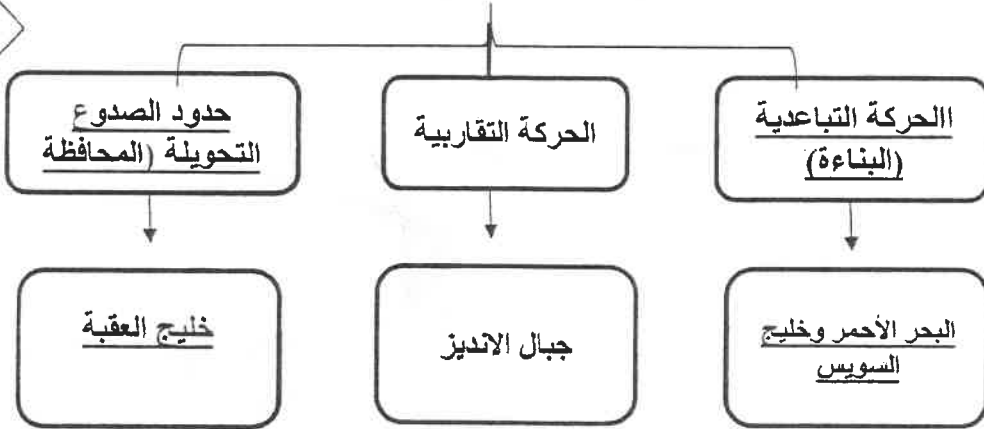 االحركة التباعدية
(البناءة)
الحركة التقاربية
حدود الصدوع
التحويلة (المحافظة
البحر الأحمر وخليج
السويس
جبال الانديز
خليج العقبة